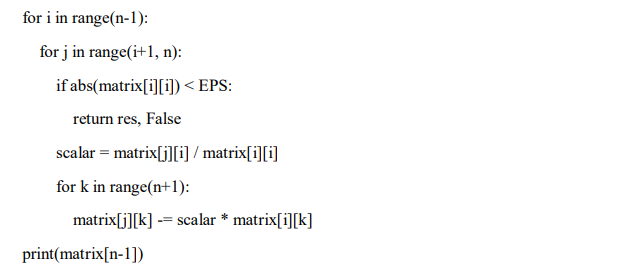 for i in range(n-1):
for j in range(i+1, n):
if abs(matrix[i][i]) < EPS:
return res, False
scalar = matrix[j][i] / matrix[i][i]
for k in range(n+1):
matrix[j][k] -= scalar * matrix[i][k]
print(matrix[n-1])